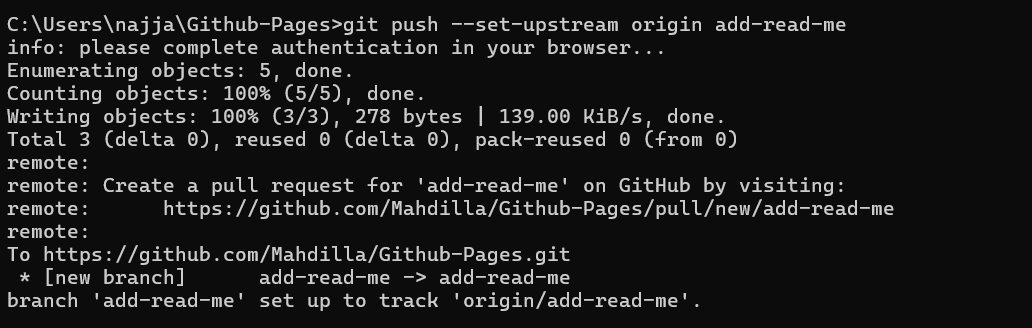 C:\Users\najja\Github-Pages>git push --set-upstream origin add-read-me
info: please complete authentication in your browser...
Enumerating objects: 5, done.
Counting objects: 100% (5/5), done.
Writing objects: 100% (3/3), 278 bytes | 139.00 KiB/s, done.
Total 3 (delta 0), reused 0 (delta 0), pack-reused 0 (from 0)
remote:
remote: Create a pull request for 'add-read-me' on GitHub by visiting:
remote:      https://github.com/Mahdilla/Github-Pages/pull/new/add-read-me
remote:
To https://github.com/Mahdilla/Github-Pages.git
 * [new branch]      add-read-me -> add-read-me
branch 'add-read-me' set up to track 'origin/add-read-me'.